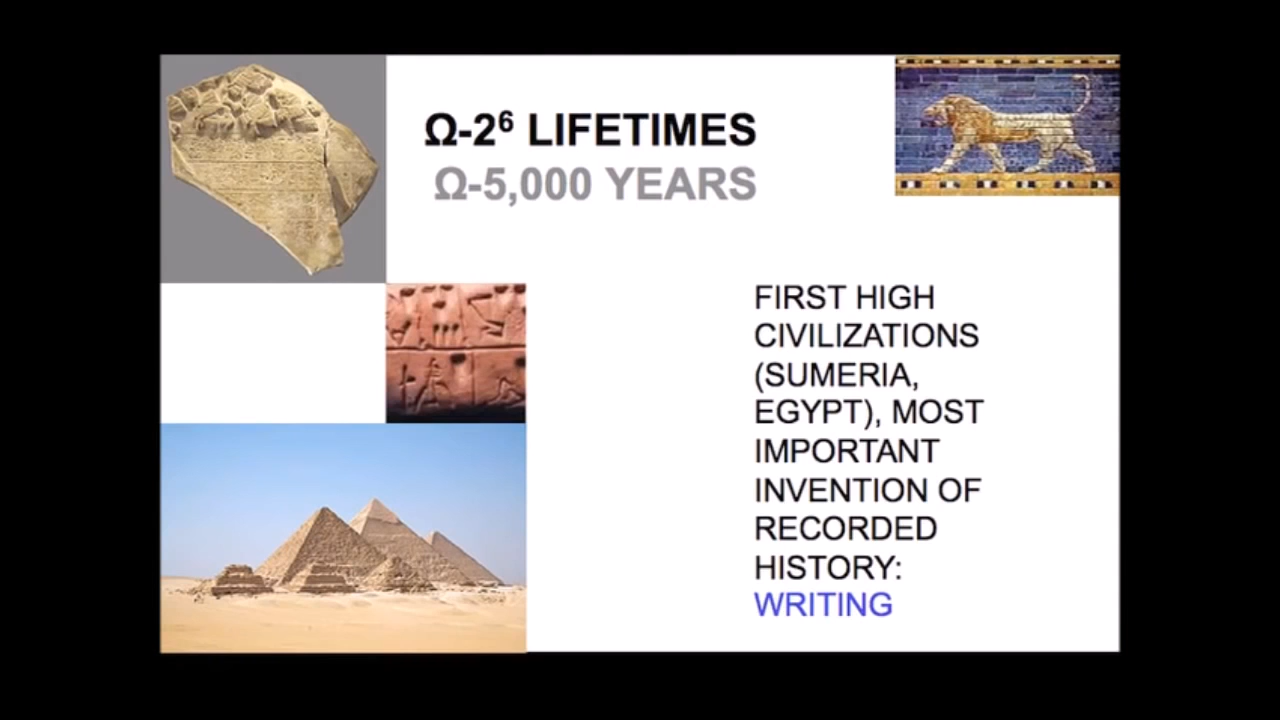 Ω-2⁶ LIFETIMES
Ω-5,000 YEARS
FIRST HIGH
CIVILIZATIONS
(SUMERIA,
EGYPT), MOST
IMPORTANT
INVENTION OF
RECORDED
HISTORY:
WRITING